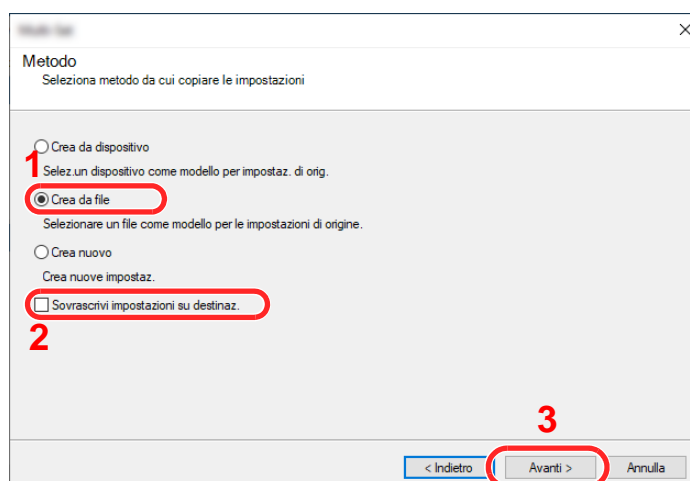 Metodo
Seleziona metodo da cui copiare le impostazioni
Crea da dispositivo
1
Selez.un dispositivo come modello per impostaz. di orig.
Crea da file
Selezionare un file come modello per le impostazioni di origine.
Crea nuovo
Crea nuove impostaz.
Sovrascrivi impostazioni su destinaz.
2
3
< Indietro Avanti > Annulla